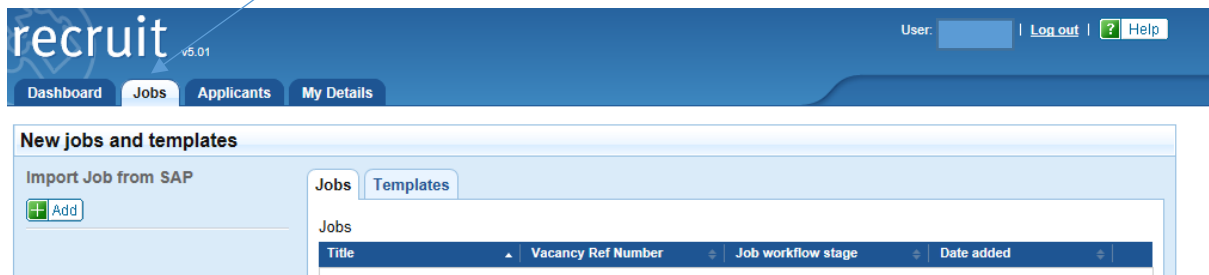 recruit v5.01
User: | Log out | ? Help
Dashboard Jobs Applicants My Details
New jobs and templates
Import Job from SAP
Add
Jobs Templates
Jobs
Title Vacancy Ref Number Job workflow stage Date added